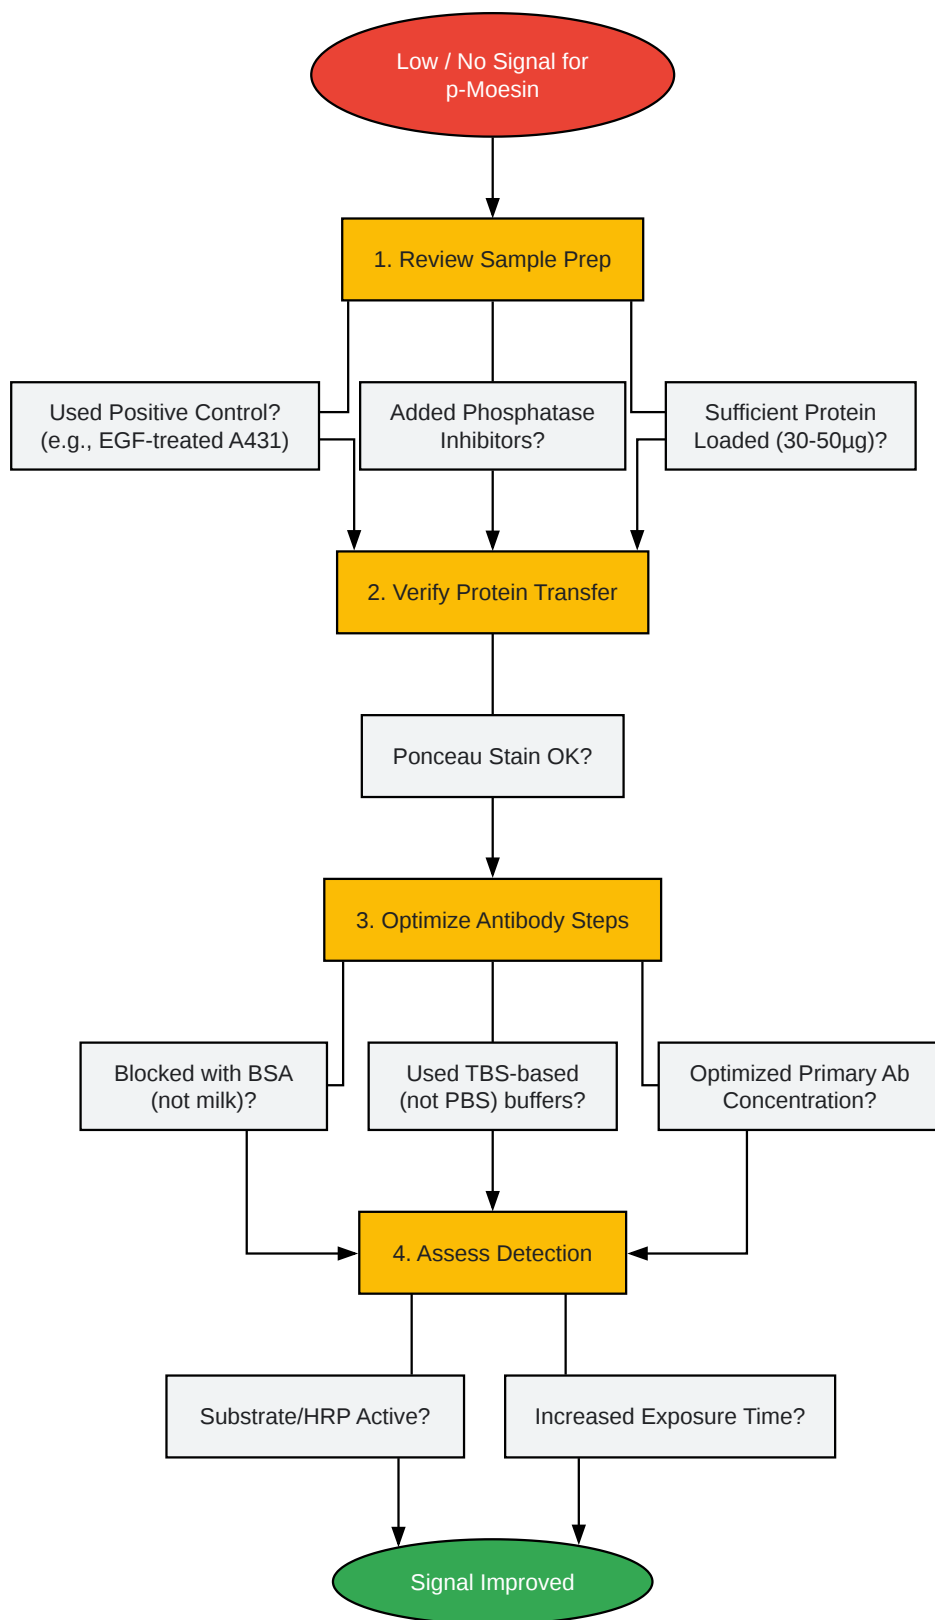 Low / No Signal for
p-Moesin
1. Review Sample Prep
Used Positive Control?
(e.g., EGF-treated A431)
Added Phosphatase
Inhibitors?
Sufficient Protein
Loaded (30-50µg)?
2. Verify Protein Transfer
Ponceau Stain OK?
3. Optimize Antibody Steps
Blocked with BSA
(not milk)?
Used TBS-based
(not PBS) buffers?
Optimized Primary Ab
Concentration?
4. Assess Detection
Substrate/HRP Active?
Increased Exposure Time?
Signal Improved